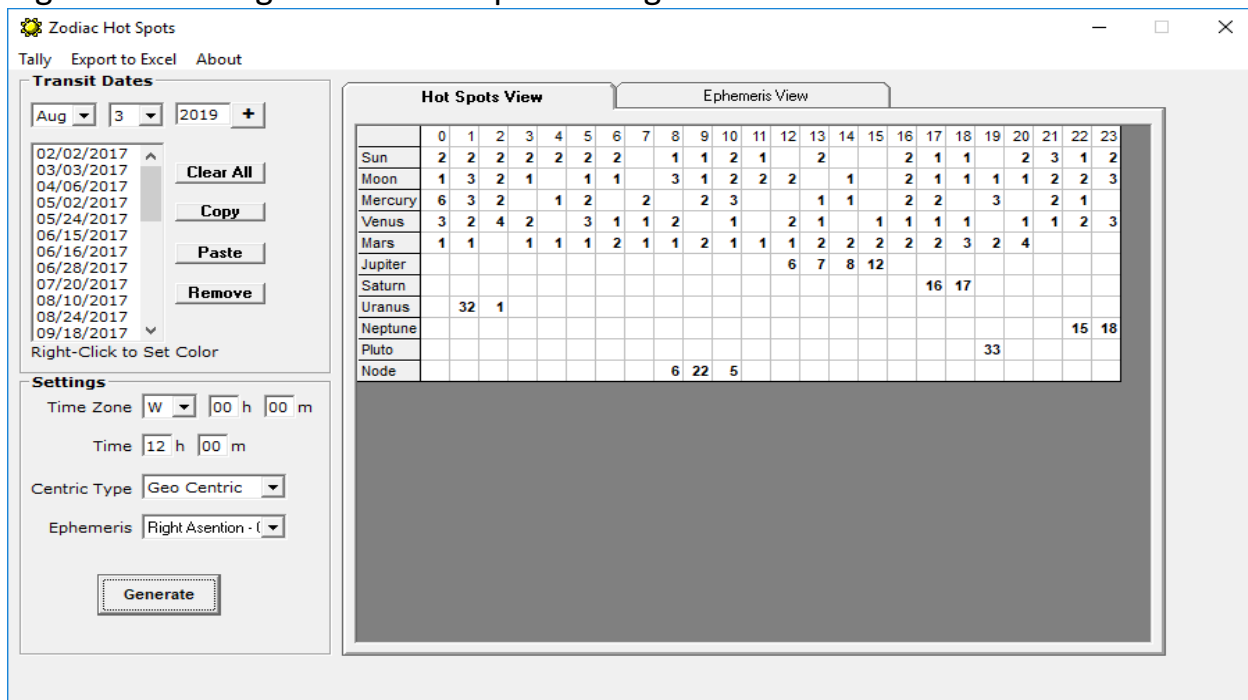 Zodiac Hot Spots
Tally Export to Excel About
Transit Dates
Aug 3 2019 +
02/02/2017
03/03/2017
04/06/2017
05/02/2017
05/24/2017
06/15/2017
06/16/2017
06/28/2017
07/20/2017
08/10/2017
08/24/2017
09/18/2017
Clear All
Copy
Paste
Remove
Right-Click to Set Color
Settings
Time Zone W 00 h 00 m
Time 12 h 00 m
Centric Type Geo Centric
Ephemeris Right Asention - (
Generate
Hot Spots View Ephemeris View
0 1 2 3 4 5 6 7 8 9 10 11 12 13 14 15 16 17 18 19 20 21 22 23
Sun 2 2 2 2 2 2 2 1 1 2 1 2 2 1 1 2 3 1 2
Moon 1 3 2 1 1 1 3 1 2 2 2 1 2 1 1 1 1 2 2 3
Mercury 6 3 2 1 2 2 2 3 1 1 2 2 3 2 1
Venus 3 2 4 2 3 1 1 2 1 2 1 1 1 1 1 1 1 2 3
Mars 1 1 1 1 1 2 1 1 2 1 1 1 2 2 2 2 2 3 2 4
Jupiter 6 7 8 12
Saturn 16 17
Uranus 32 1
Neptune 15 18
Pluto 33
Node 6 22 5